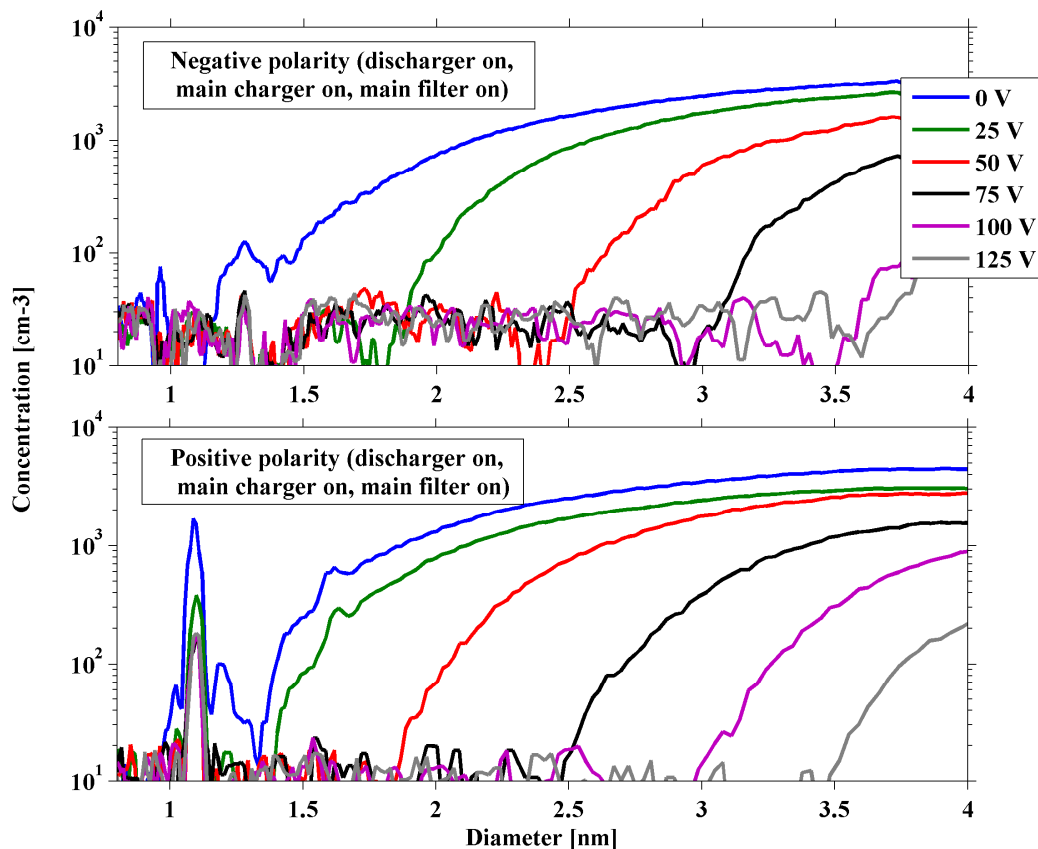 10^4
10^3
10^2
10^1
Negative polarity (discharger on,
main charger on, main filter on)
0 V
25 V
50 V
75 V
100 V
125 V
1 1.5 2 2.5 3 3.5 4
Concentration [cm-3]
10^4
10^3
10^2
10^1
Positive polarity (discharger on,
main charger on, main filter on)
1 1.5 2 2.5 3 3.5 4
Diameter [nm]